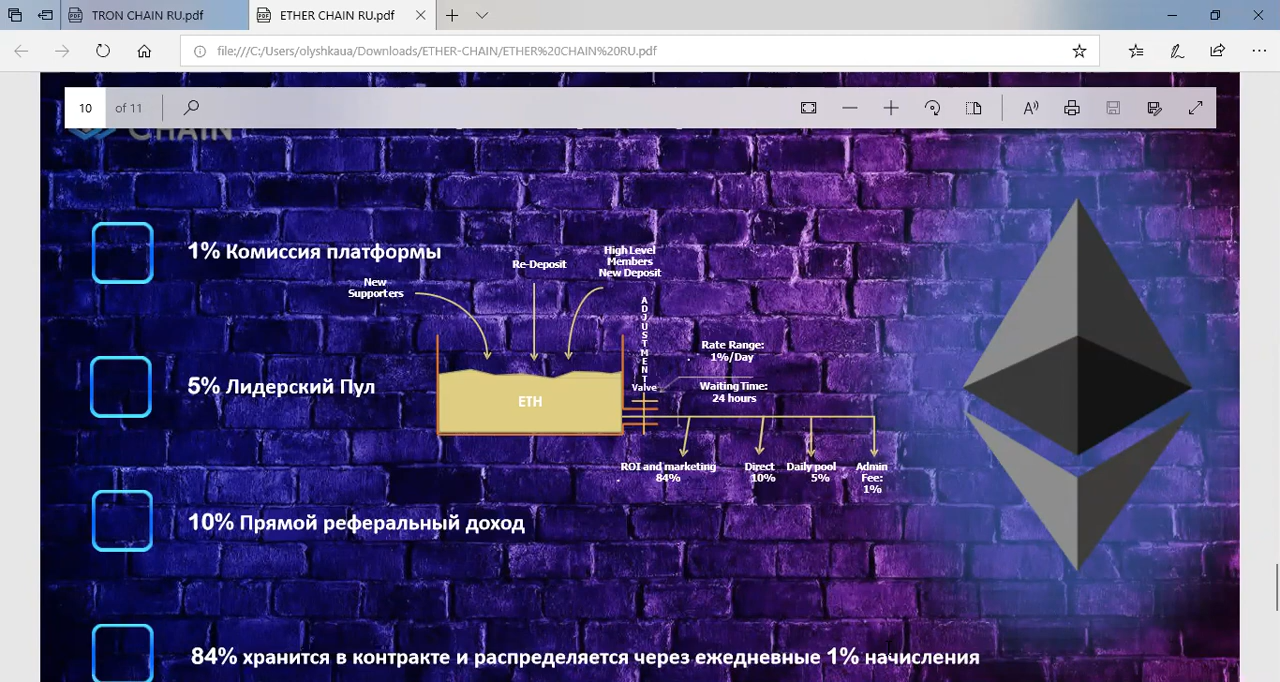 TRON CHAIN RU.pdf
ETHER CHAIN RU.pdf
file:///C:/Users/olyshkaua/Downloads/ETHER-CHAIN/ETHER%20CHAIN%20RU.pdf
10 of 11
CHAIN
1% Комиссия платформы
New
Supporters
Re-Deposit
High Level
Members
New Deposit
ADJUSTMENT
Valve
Rate Range:
1%/Day
Waiting Time:
24 hours
5% Лидерский Пул
ETH
ROI and marketing
84%
Direct
10%
Daily pool
5%
Admin
Fee:
1%
10% Прямой реферальный доход
84% хранится в контракте и распределяется через ежедневные 1% начисления